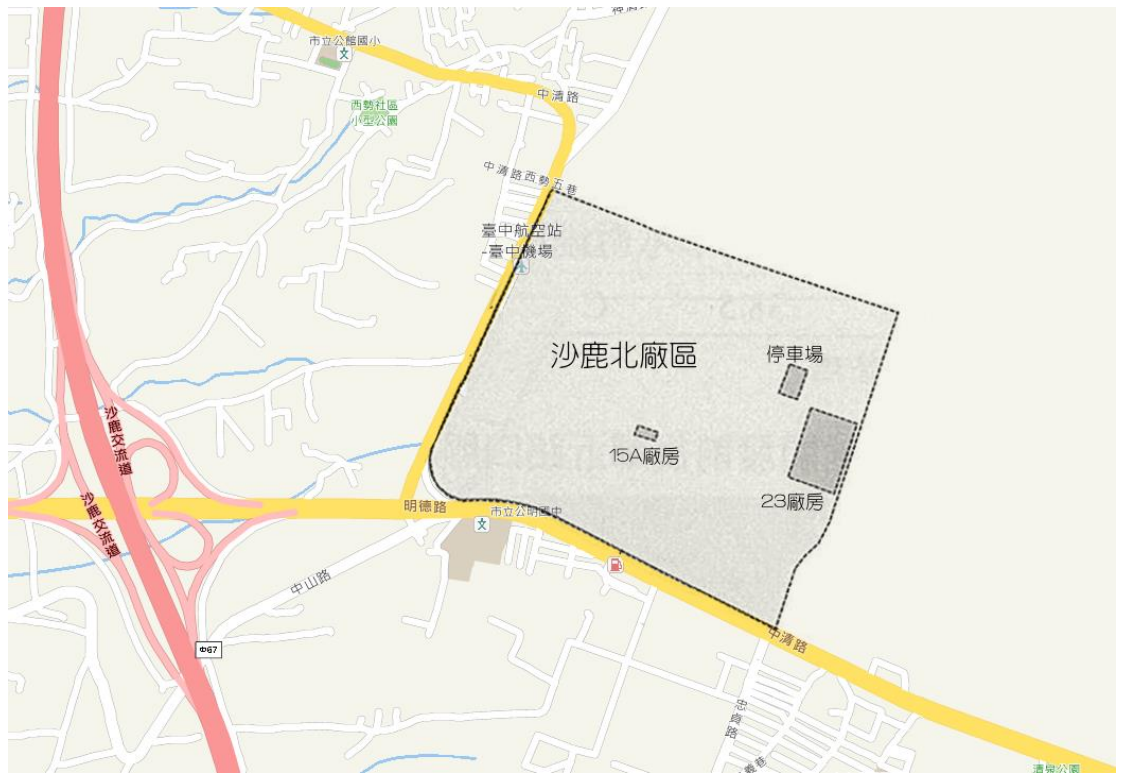 市立公館國小
西勢社區
小型公園
中清路
中清路西勢五巷
臺中航空站
-臺中機場
沙鹿北廠區
停車場
15A廠房
23廠房
沙鹿交流道
沙鹿交流道
明德路
市立公明國中
中山路
中67
中清路
忠貞路
清泉公園